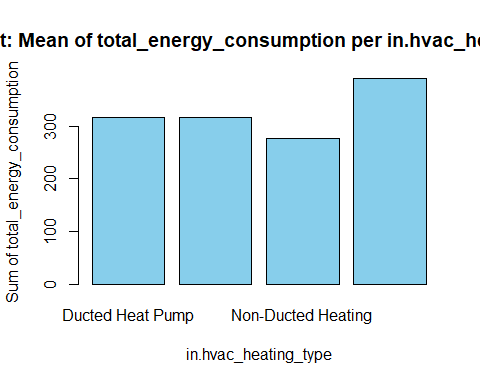 t: Mean of total_energy_consumption per in.hvac_he
Sum of total_energy_consumption
300
200
100
0
Ducted Heat Pump
Non-Ducted Heating
in.hvac_heating_type